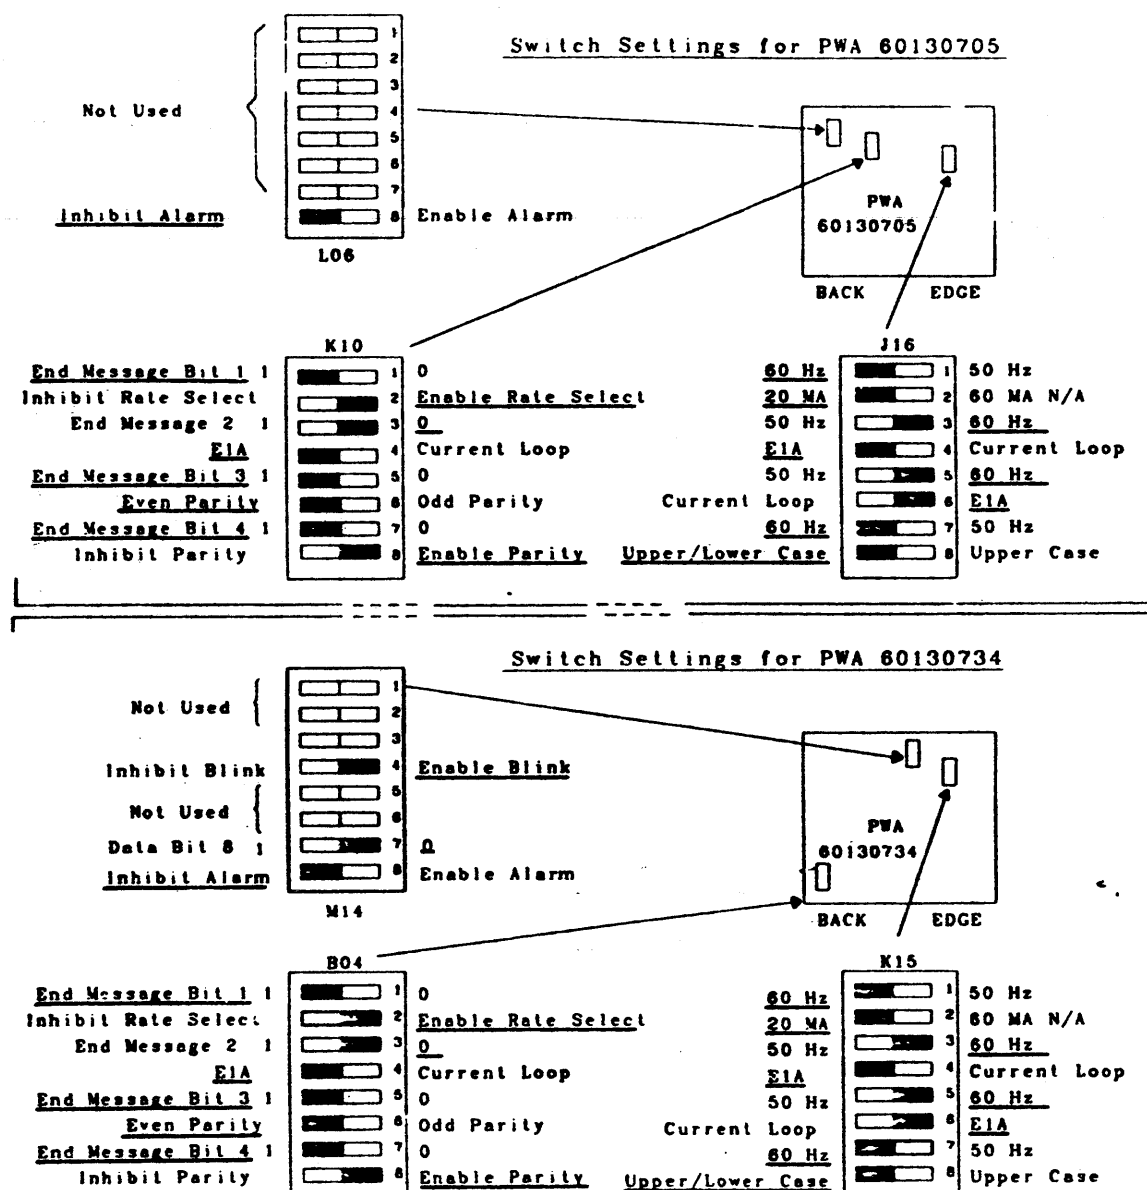 Switch Settings for PWA 60130705
1
2
3
Not Used 4
5
6
7
Inhibit Alarm 8 Enable Alarm
L06
PWA
60130705
BACK EDGE
K10
End Message Bit 1 1 1 0
Inhibit Rate Select 2 Enable Rate Select
End Message 2 1 3 0
EIA 4 Current Loop
End Message Bit 3 1 5 0
Even Parity 6 Odd Parity
End Message Bit 4 1 7 0
Inhibit Parity 8 Enable Parity
J16
60 Hz 1 50 Hz
20 MA 2 60 MA N/A
50 Hz 3 60 Hz
EIA 4 Current Loop
50 Hz 5 60 Hz
Current Loop 6 EIA
60 Hz 7 50 Hz
Upper/Lower Case 8 Upper Case
Switch Settings for PWA 60130734
1
Not Used 2
3
Inhibit Blink 4 Enable Blink
5
Not Used 6
Data Bit 8 1 7 0
Inhibit Alarm 8 Enable Alarm
M14
PWA
60130734
BACK EDGE
B04
End Message Bit 1 1 1 0
Inhibit Rate Select 2 Enable Rate Select
End Message 2 1 3 0
EIA 4 Current Loop
End Message Bit 3 1 5 0
Even Parity 6 Odd Parity
End Message Bit 4 1 7 0
Inhibit Parity 8 Enable Parity
K15
60 Hz 1 50 Hz
20 MA 2 60 MA N/A
50 Hz 3 60 Hz
EIA 4 Current Loop
50 Hz 5 60 Hz
Current Loop 6 EIA
60 Hz 7 50 Hz
Upper/Lower Case 8 Upper Case